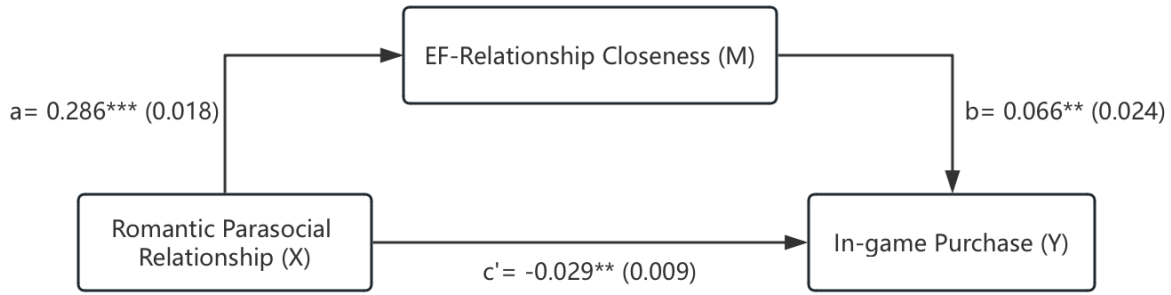 EF-Relationship Closeness (M)
a= 0.286*** (0.018)
b= 0.066** (0.024)
Romantic Parasocial
Relationship (X)
In-game Purchase (Y)
c'= -0.029** (0.009)